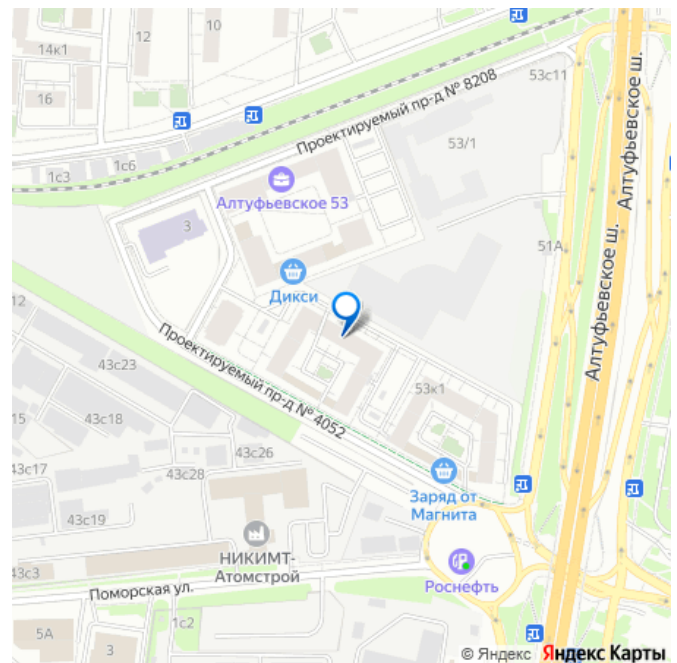 14к1
12
10
16
1с3
1с6
Проектируемый пр-д № 8208
53с11
53/1
Алтуфьевское ш.
Алтуфьевское ш.
Алтуфьевское 53
3
51А
Дикси
12
43с23
Проектируемый пр-д № 4052
53к1
15
43с18
43с17
43с26
43с28
Заряд от
Магнита
43с19
НИКИМТ-
Атомстрой
43с3
Роснефть
Поморская ул.
1с2
5А
3
© Яндекс Яндекс Карты